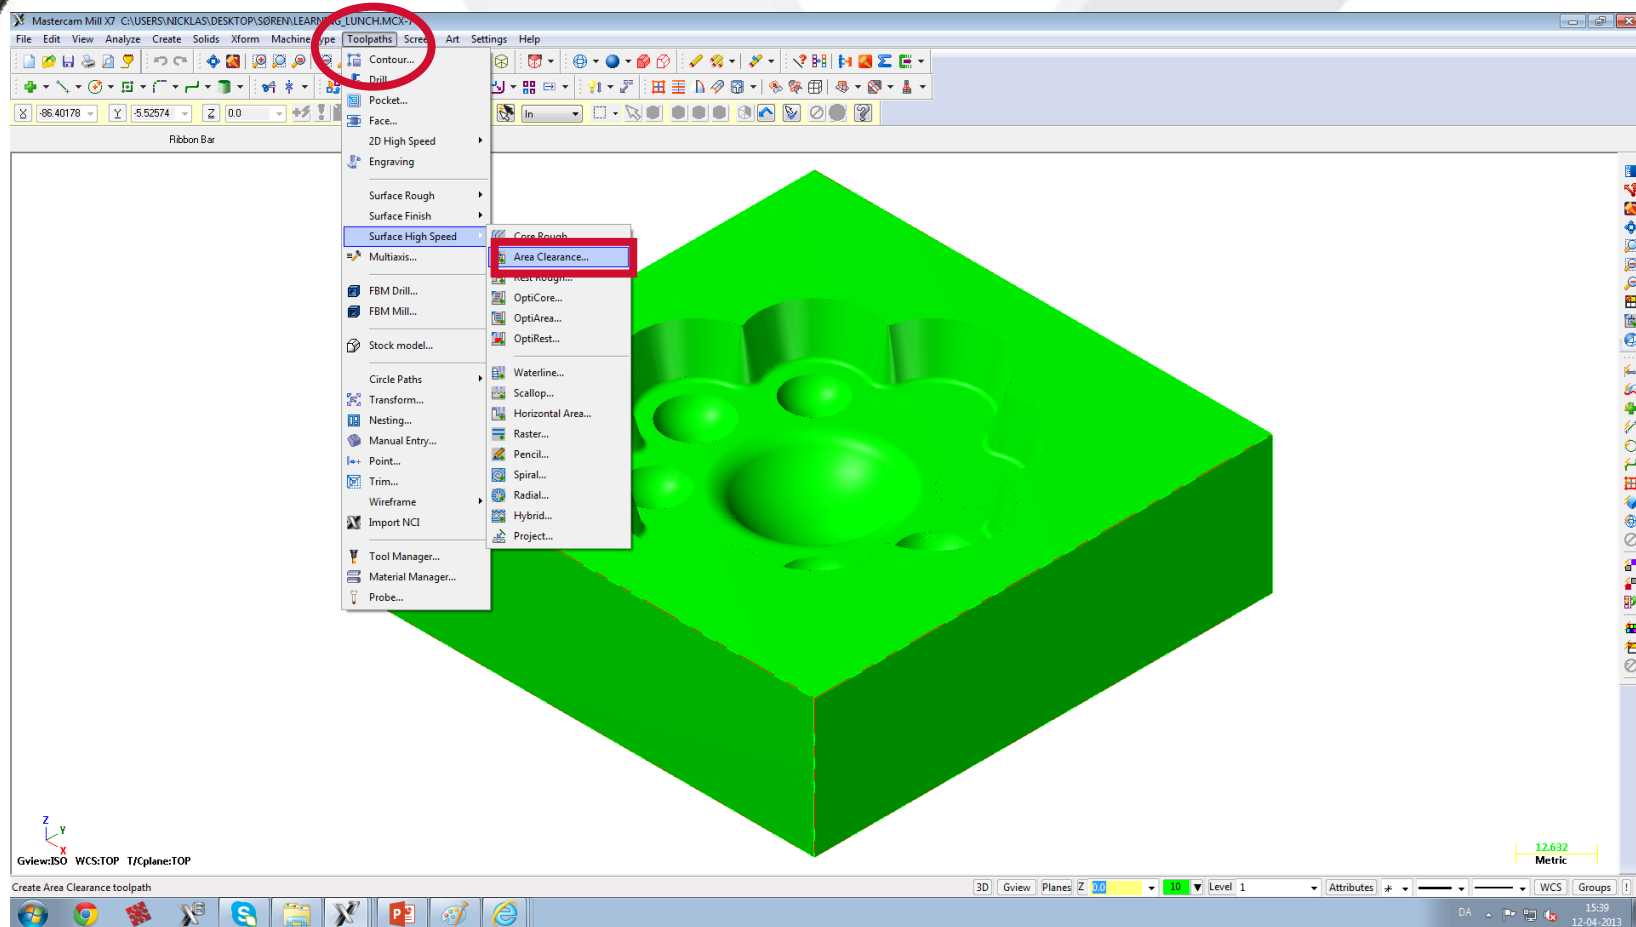 Mastercam Mill X7 C:\USERS\NICKLAS\DESKTOP\SØREN\LEARNING_LUNCH.MCX-7
File Edit View Analyze Create Solids Xform Machine Type Toolpaths Screen Art Settings Help
X -86.40178 Y -5.52574 Z 0.0 In
Ribbon Bar
Contour...
Drill...
Pocket...
Face...
2D High Speed
Engraving
Surface Rough
Surface Finish
Surface High Speed
Multiaxis...
FBM Drill...
FBM Mill...
Stock model...
Circle Paths
Transform...
Nesting...
Manual Entry...
Point...
Trim...
Wireframe
Import NCI
Tool Manager...
Material Manager...
Probe...
Core Rough...
Area Clearance...
Rest Rough...
OptiCore...
OptiArea...
OptiRest...
Waterline...
Scallop...
Horizontal Area...
Raster...
Pencil...
Spiral...
Radial...
Hybrid...
Project...
Z
Y
X
Gview:ISO WCS:TOP T/Cplane:TOP
12.632
Metric
Create Area Clearance toolpath
3D Gview Planes Z 0.0 10 Level 1 Attributes WCS Groups !
DA 15:39
12-04-2013